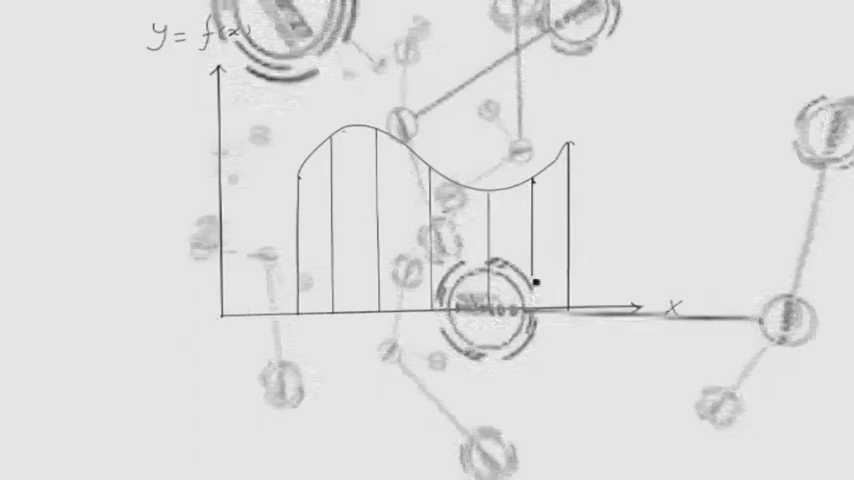 y = f(x)
x